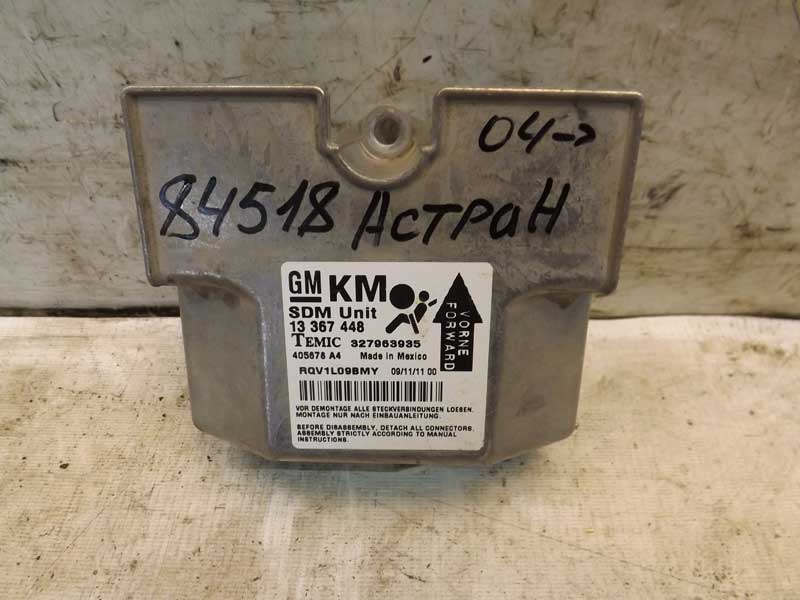 04->
84518 Астра H
GM KM
SDM Unit
13 367 448
TEMIC 327963935
405678 A4 Made in Mexico
RQV1L09BMY 09/11/11 00
VORNE
FORWARD
VOR DEMONTAGE ALLE STECKVERBINDUNGEN LOESEN.
MONTAGE NUR NACH EINBAUANLEITUNG.
BEFORE DISASSEMBLY, DETACH ALL CONNECTORS.
ASSEMBLY STRICTLY ACCORDING TO MANUAL
INSTRUCTIONS.